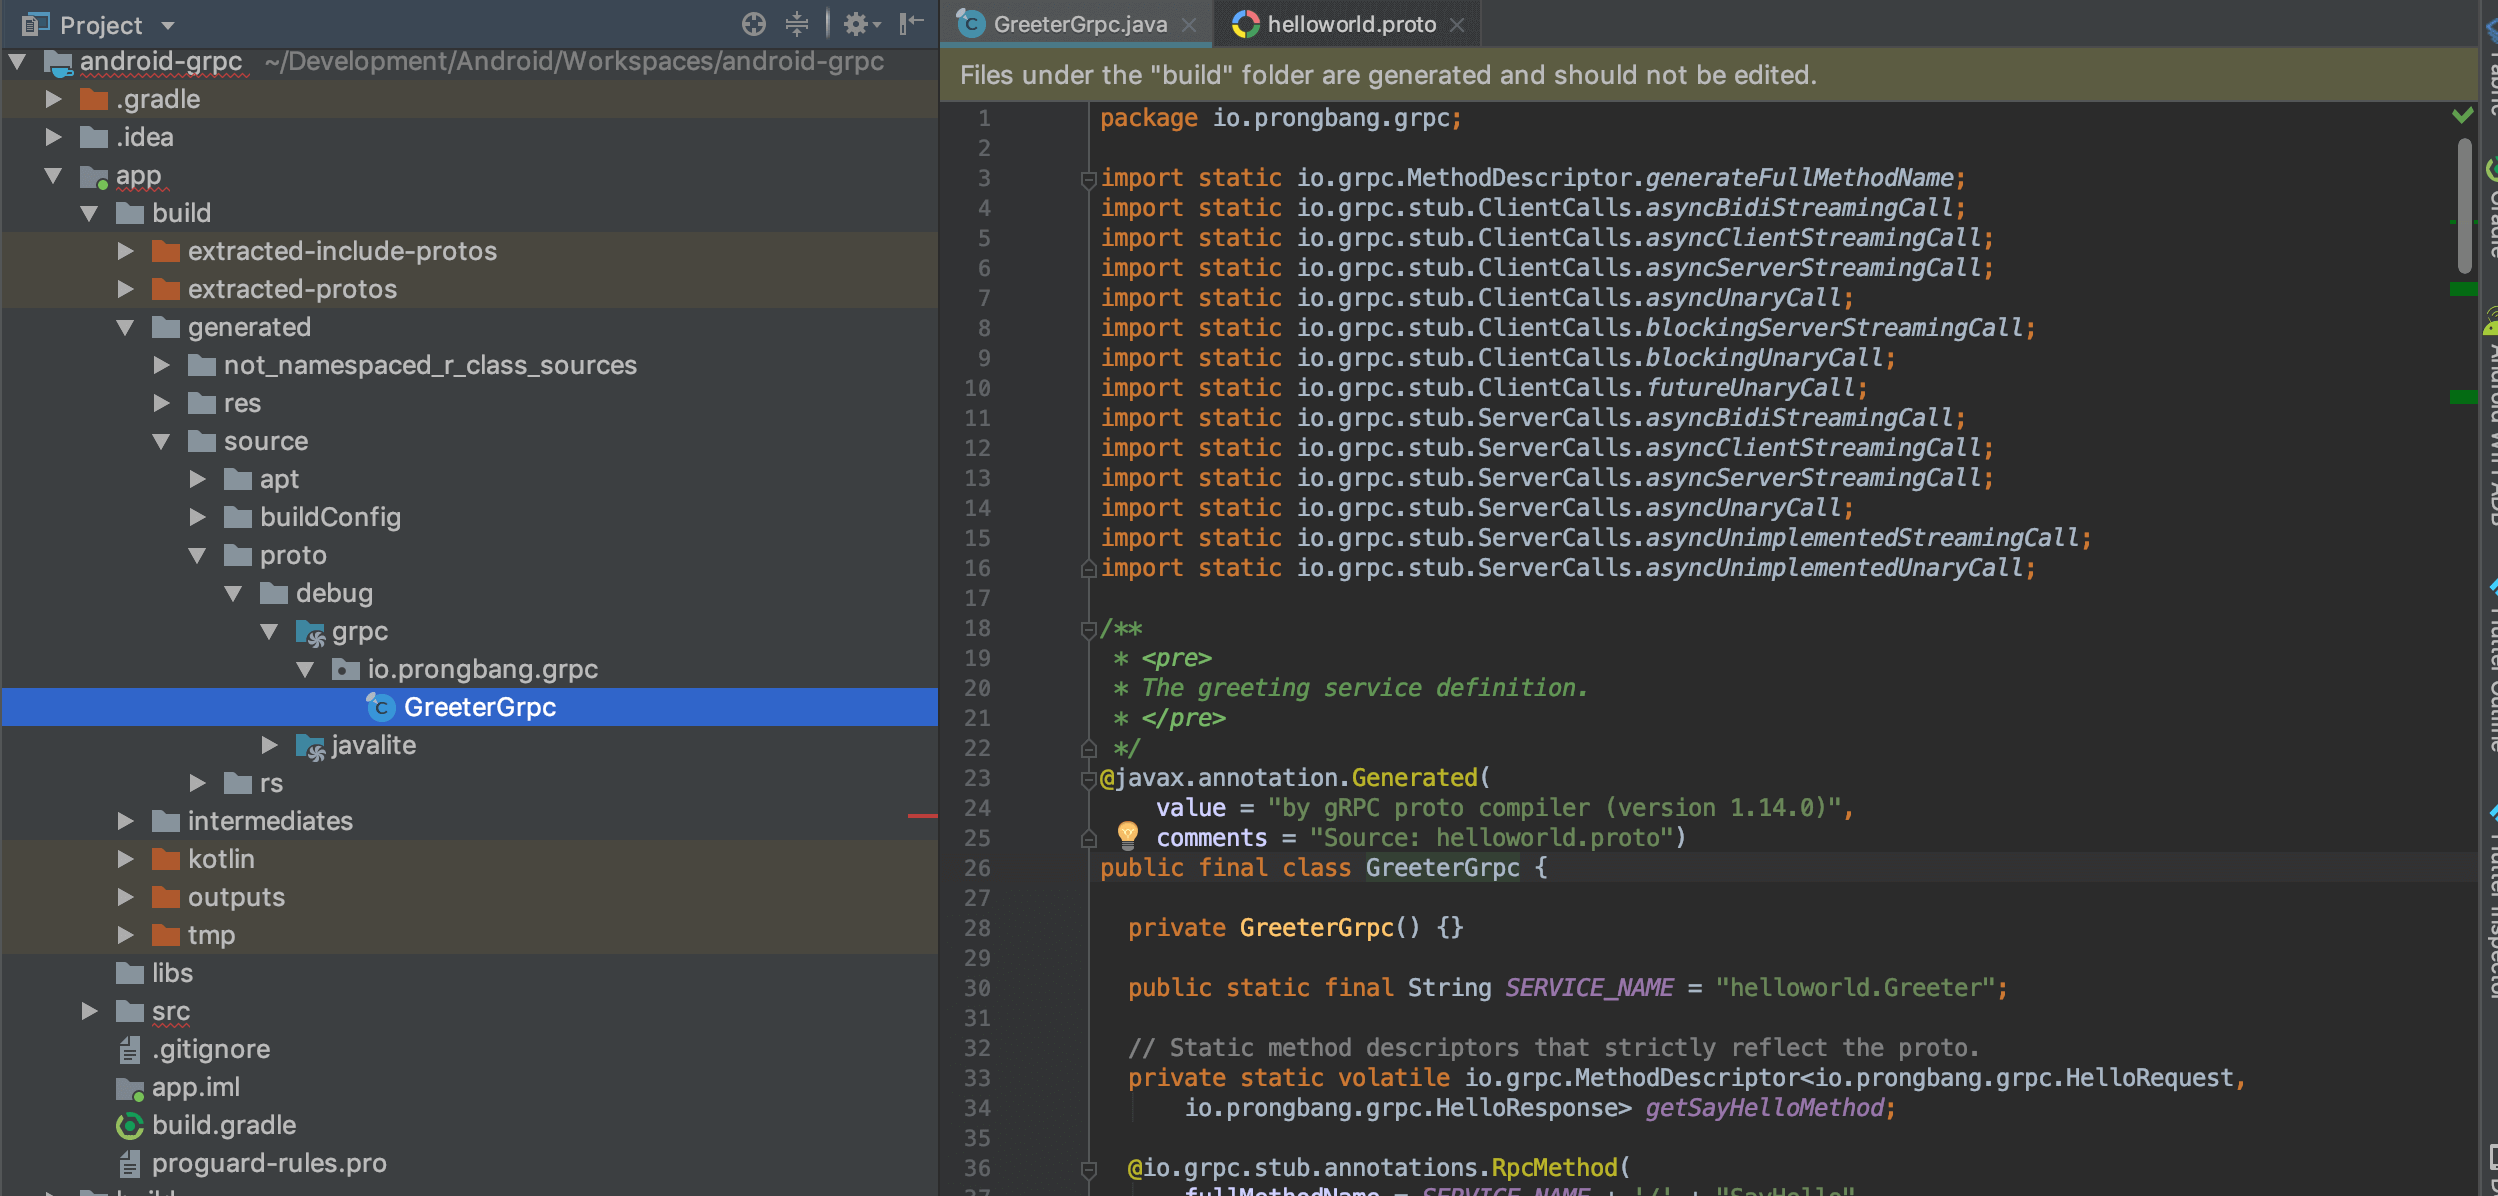 Project
android-grpc ~/Development/Android/Workspaces/android-grpc
.gradle
.idea
app
build
extracted-include-protos
extracted-protos
generated
not_namespaced_r_class_sources
res
source
apt
buildConfig
proto
debug
grpc
io.prongbang.grpc
GreeterGrpc
javalite
rs
intermediates
kotlin
outputs
tmp
libs
src
.gitignore
app.iml
build.gradle
proguard-rules.pro
GreeterGrpc.java
helloworld.proto
Files under the "build" folder are generated and should not be edited.
1 package io.prongbang.grpc;
2
3 import static io.grpc.MethodDescriptor.generateFullMethodName;
4 import static io.grpc.stub.ClientCalls.asyncBidiStreamingCall;
5 import static io.grpc.stub.ClientCalls.asyncClientStreamingCall;
6 import static io.grpc.stub.ClientCalls.asyncServerStreamingCall;
7 import static io.grpc.stub.ClientCalls.asyncUnaryCall;
8 import static io.grpc.stub.ClientCalls.blockingServerStreamingCall;
9 import static io.grpc.stub.ClientCalls.blockingUnaryCall;
10 import static io.grpc.stub.ClientCalls.futureUnaryCall;
11 import static io.grpc.stub.ServerCalls.asyncBidiStreamingCall;
12 import static io.grpc.stub.ServerCalls.asyncClientStreamingCall;
13 import static io.grpc.stub.ServerCalls.asyncServerStreamingCall;
14 import static io.grpc.stub.ServerCalls.asyncUnaryCall;
15 import static io.grpc.stub.ServerCalls.asyncUnimplementedStreamingCall;
16 import static io.grpc.stub.ServerCalls.asyncUnimplementedUnaryCall;
17
18 /**
19 * <pre>
20 * The greeting service definition.
21 * </pre>
22 */
23 @javax.annotation.Generated(
24 value = "by gRPC proto compiler (version 1.14.0)",
25 comments = "Source: helloworld.proto")
26 public final class GreeterGrpc {
27
28 private GreeterGrpc() {}
29
30 public static final String SERVICE_NAME = "helloworld.Greeter";
31
32 // Static method descriptors that strictly reflect the proto.
33 private static volatile io.grpc.MethodDescriptor<io.prongbang.grpc.HelloRequest,
34 io.prongbang.grpc.HelloResponse> getSayHelloMethod;
35
36 @io.grpc.stub.annotations.RpcMethod(
37 fullMethodName = SERVICE_NAME + '/' + "SayHello"